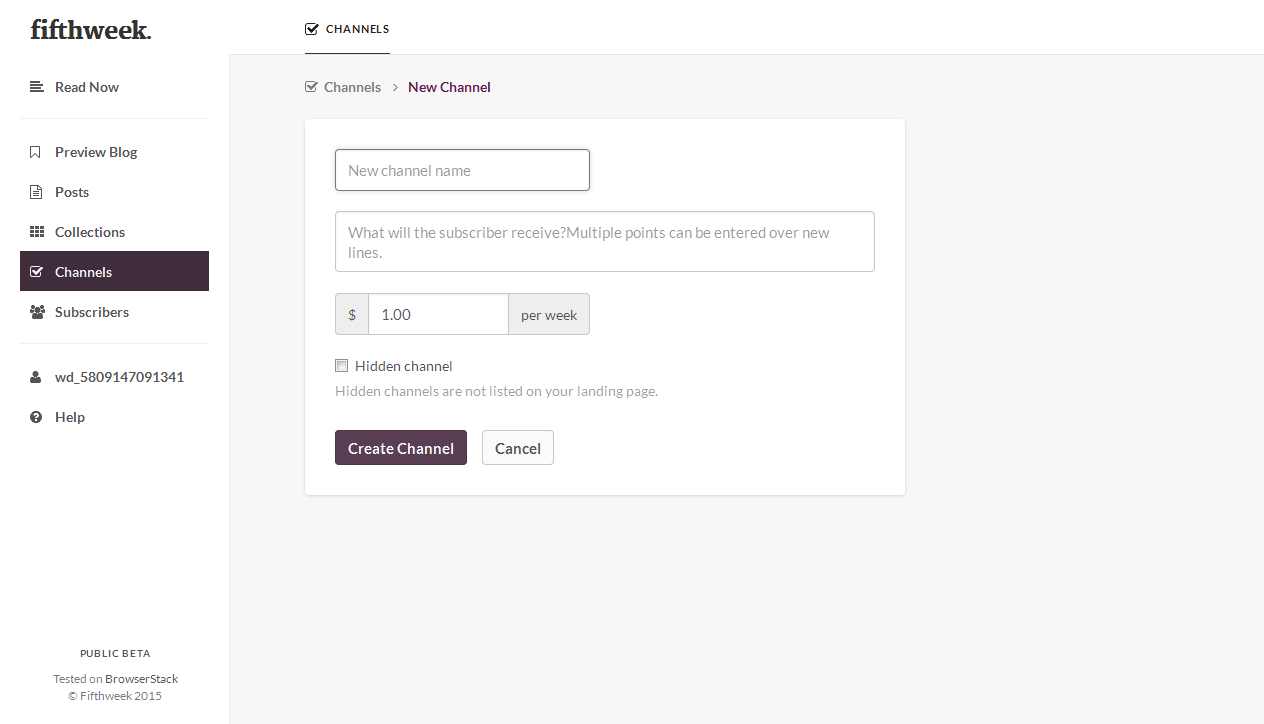 fifthweek.
Read Now
Preview Blog
Posts
Collections
Channels
Subscribers
wd_5809147091341
Help
PUBLIC BETA
Tested on BrowserStack
© Fifthweek 2015
CHANNELS
Channels > New Channel
New channel name
What will the subscriber receive?Multiple points can be entered over new
lines.
$ 1.00 per week
Hidden channel
Hidden channels are not listed on your landing page.
Create Channel Cancel